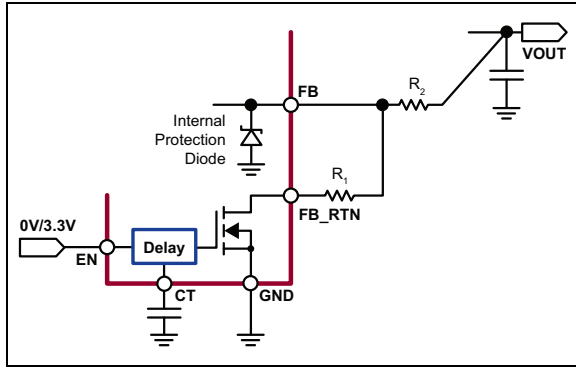 VOUT
FB
R2
Internal
Protection
Diode
R1
FB_RTN
0V/3.3V
EN
Delay
CT
GND